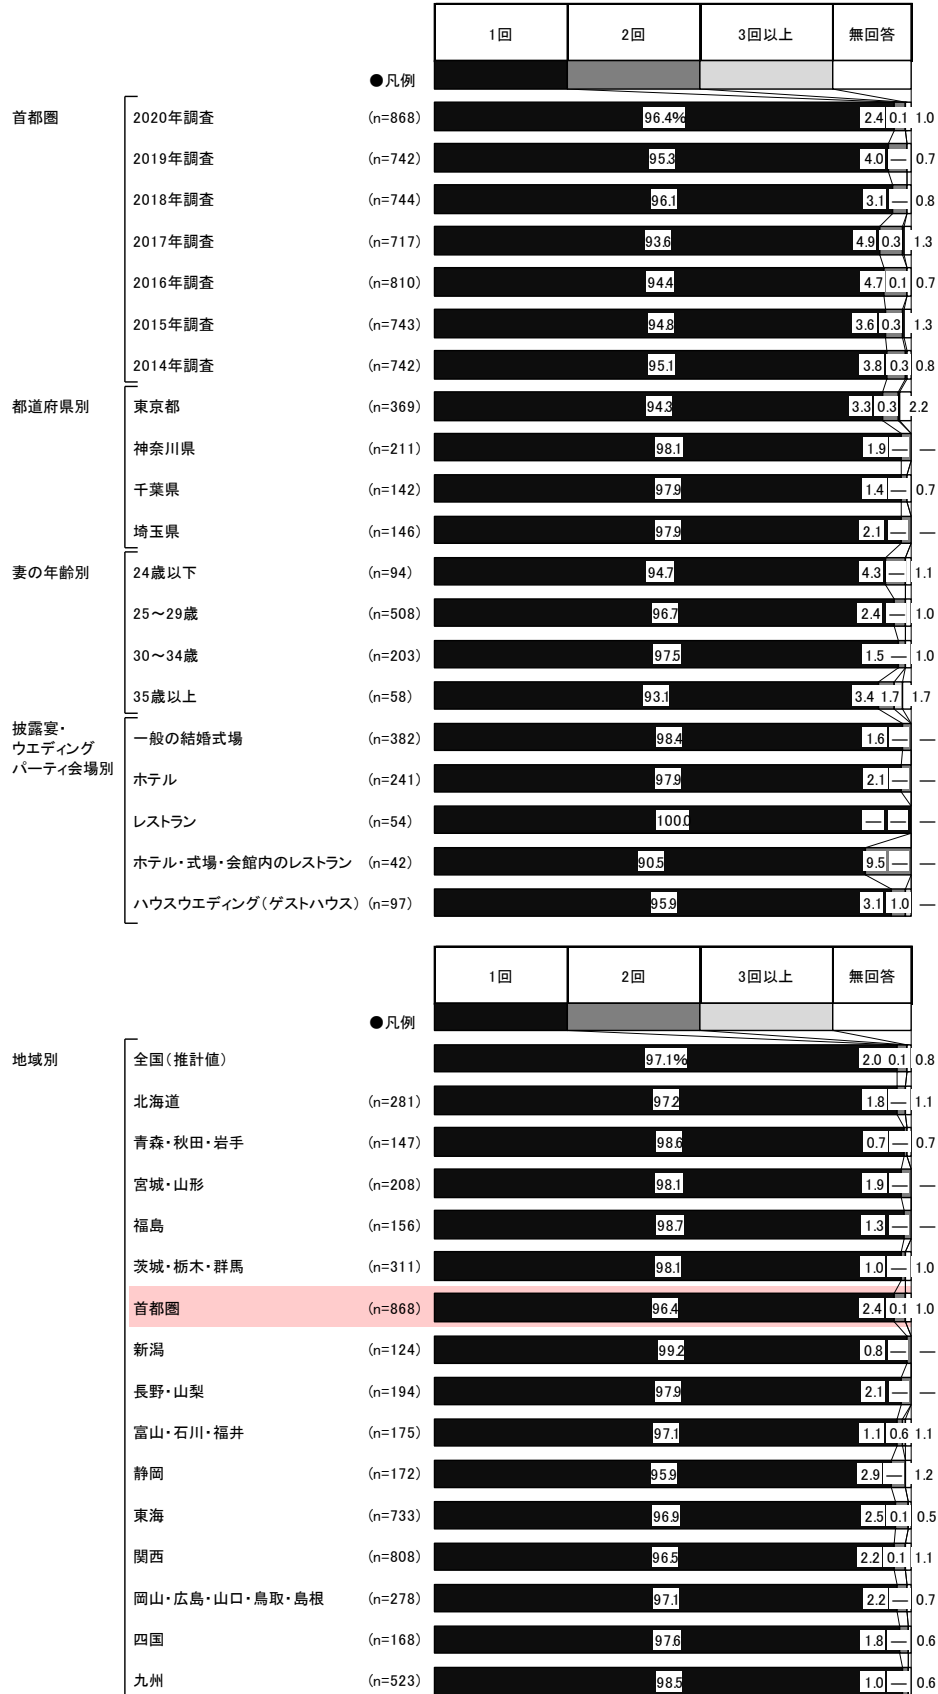 1回 2回 3回以上 無回答
●凡例
首都圏 2020年調査 (n=868) 96.4% 2.4 0.1 1.0
2019年調査 (n=742) 95.3 4.0 — 0.7
2018年調査 (n=744) 96.1 3.1 — 0.8
2017年調査 (n=717) 93.6 4.9 0.3 1.3
2016年調査 (n=810) 94.4 4.7 0.1 0.7
2015年調査 (n=743) 94.8 3.6 0.3 1.3
2014年調査 (n=742) 95.1 3.8 0.3 0.8
都道府県別 東京都 (n=369) 94.3 3.3 0.3 2.2
神奈川県 (n=211) 98.1 1.9 — —
千葉県 (n=142) 97.9 1.4 — 0.7
埼玉県 (n=146) 97.9 2.1 — —
妻の年齢別 24歳以下 (n=94) 94.7 4.3 — 1.1
25～29歳 (n=508) 96.7 2.4 — 1.0
30～34歳 (n=203) 97.5 1.5 — 1.0
35歳以上 (n=58) 93.1 3.4 1.7 1.7
披露宴・
ウエディング
パーティ会場別
一般の結婚式場 (n=382) 98.4 1.6 — —
ホテル (n=241) 97.9 2.1 — —
レストラン (n=54) 100.0 — — —
ホテル・式場・会館内のレストラン (n=42) 90.5 9.5 — —
ハウスウエディング(ゲストハウス) (n=97) 95.9 3.1 1.0 —
1回 2回 3回以上 無回答
●凡例
地域別 全国(推計値) 97.1% 2.0 0.1 0.8
北海道 (n=281) 97.2 1.8 — 1.1
青森・秋田・岩手 (n=147) 98.6 0.7 — 0.7
宮城・山形 (n=208) 98.1 1.9 — —
福島 (n=156) 98.7 1.3 — —
茨城・栃木・群馬 (n=311) 98.1 1.0 — 1.0
首都圏 (n=868) 96.4 2.4 0.1 1.0
新潟 (n=124) 99.2 0.8 — —
長野・山梨 (n=194) 97.9 2.1 — —
富山・石川・福井 (n=175) 97.1 1.1 0.6 1.1
静岡 (n=172) 95.9 2.9 — 1.2
東海 (n=733) 96.9 2.5 0.1 0.5
関西 (n=808) 96.5 2.2 0.1 1.1
岡山・広島・山口・鳥取・島根 (n=278) 97.1 2.2 — 0.7
四国 (n=168) 97.6 1.8 — 0.6
九州 (n=523) 98.5 1.0 — 0.6